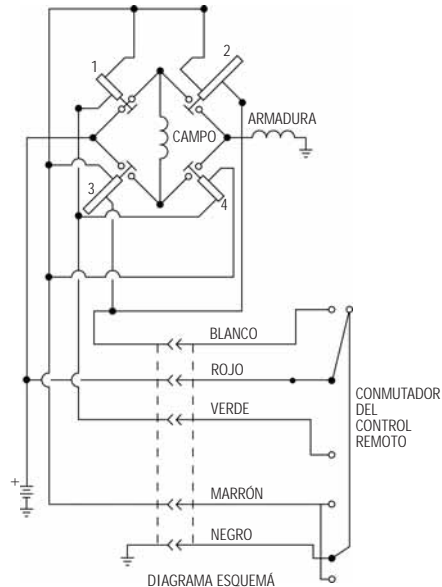 1
2
ARMADURA
CAMPO
3
4
BLANCO
ROJO
VERDE
CONMUTADOR
DEL
CONTROL
REMOTO
MARRÓN
NEGRO
+
DIAGRAMA ESQUEMÁ